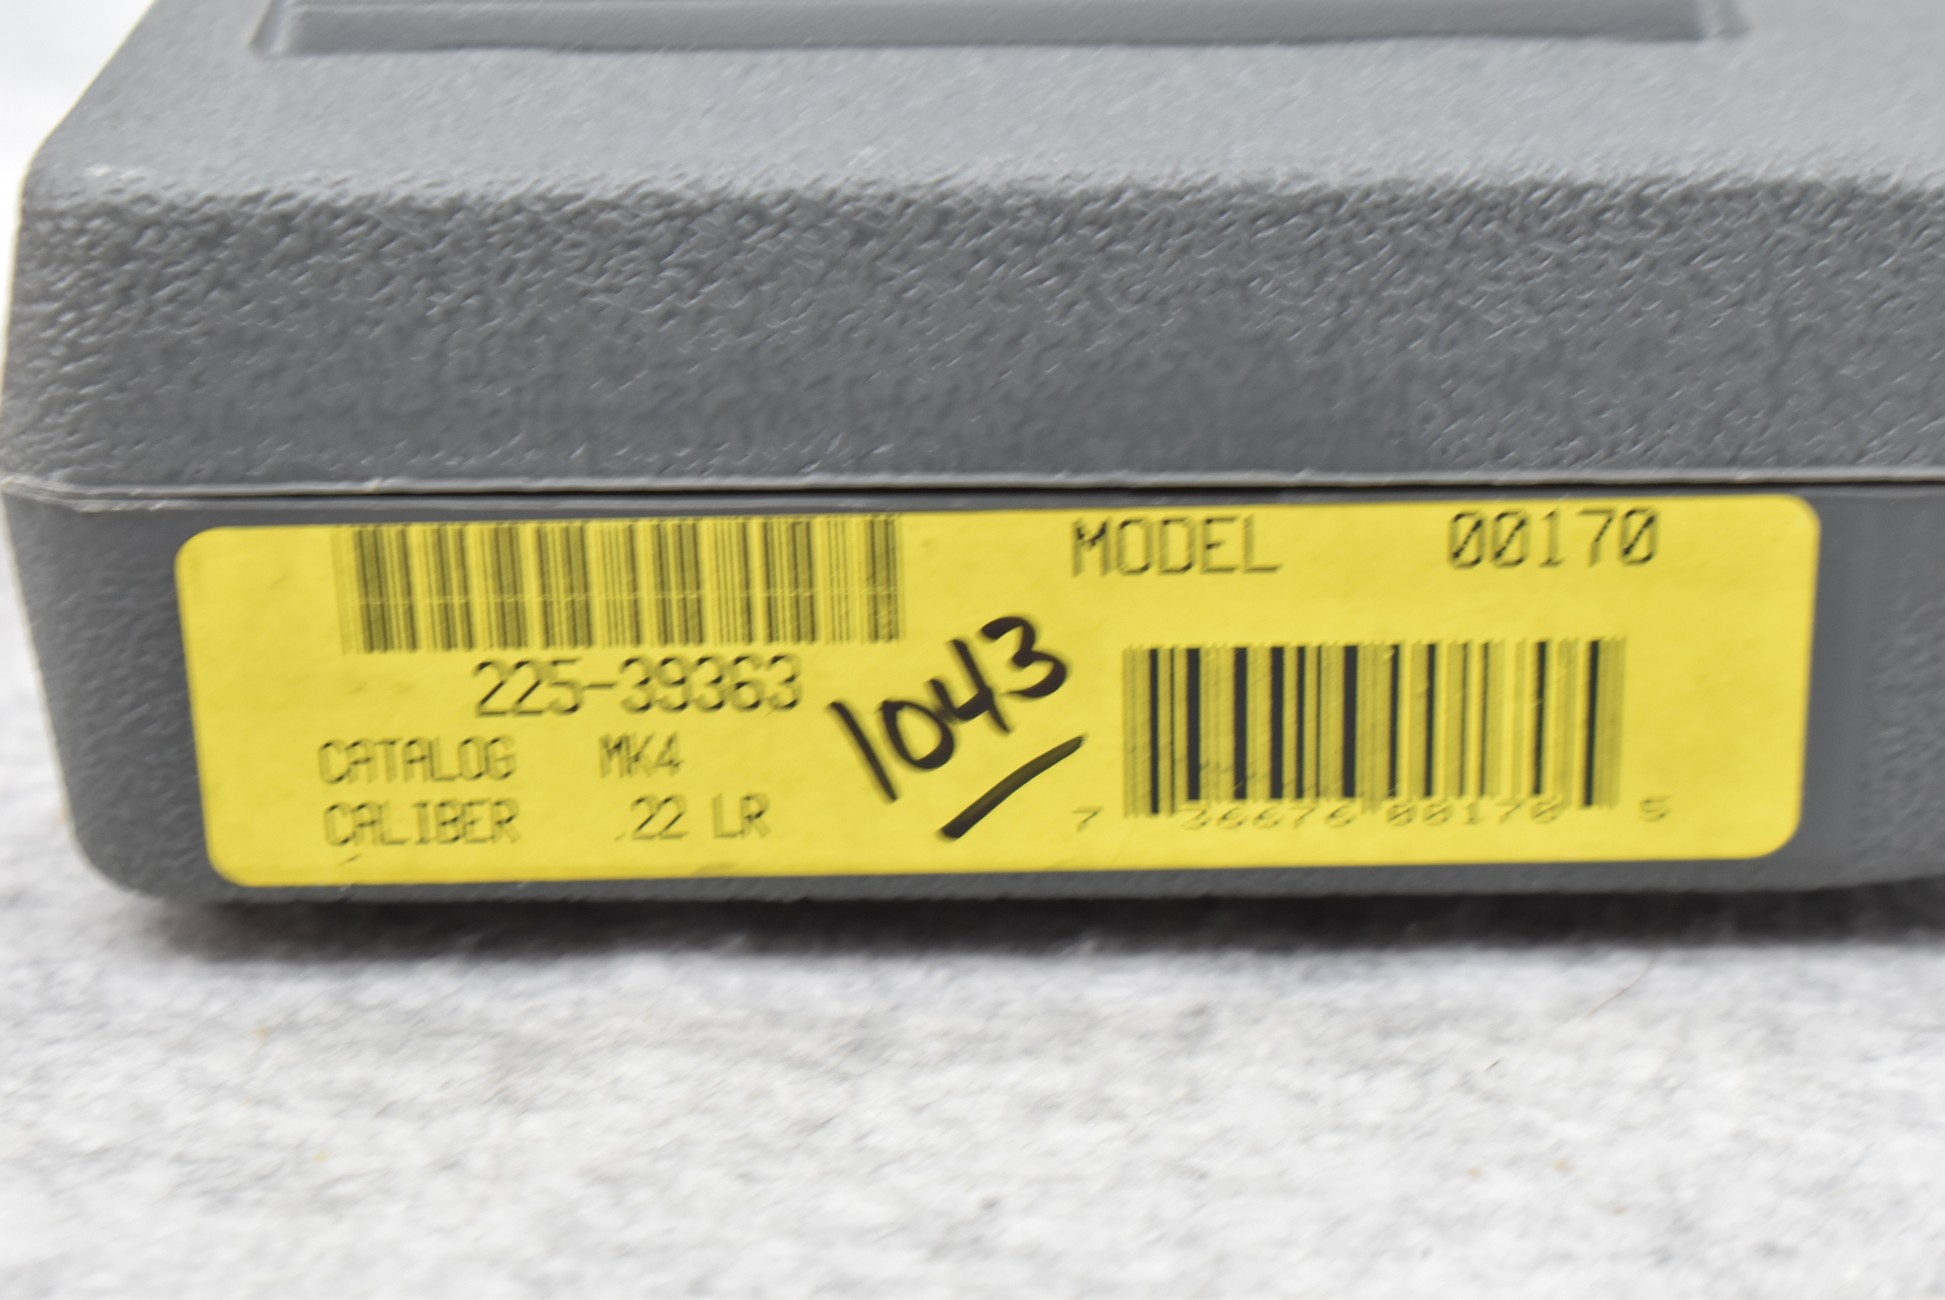 MODEL 00170
225-39363
1043
CATALOG MK4
CALIBER .22 LR
7 36676 00170 5